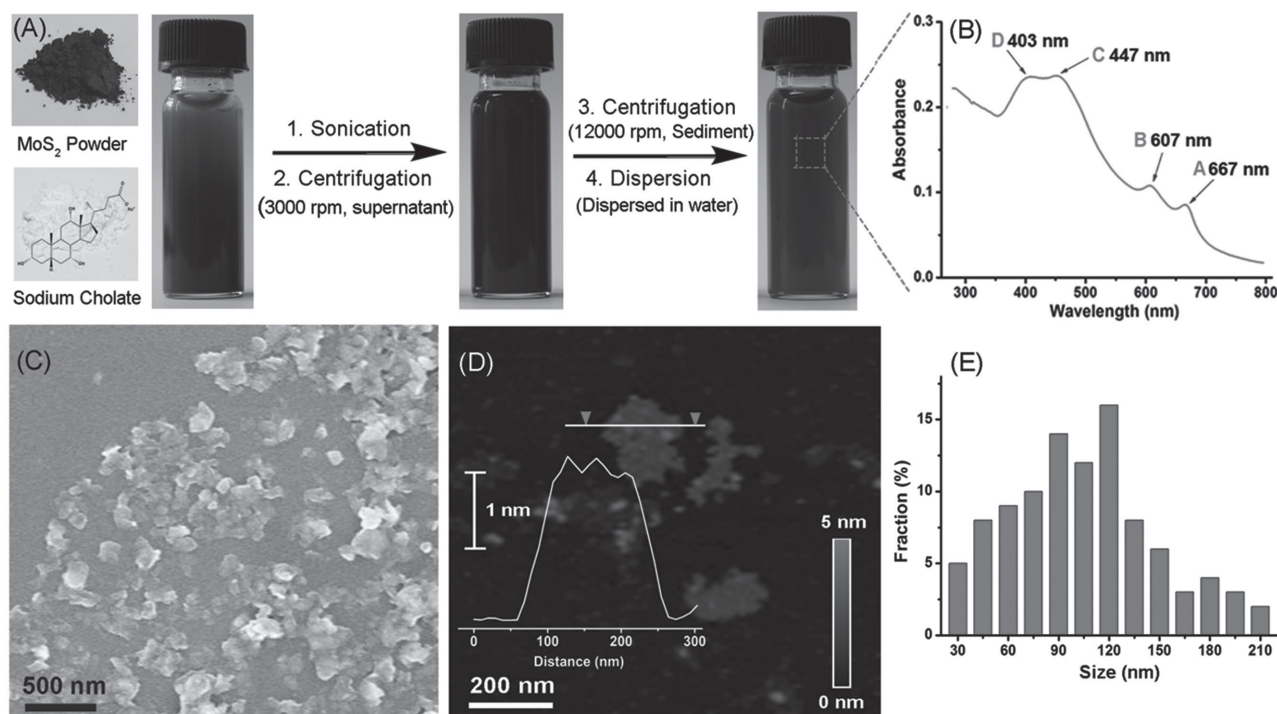 (A)
MoS2 Powder
Sodium Cholate
1. Sonication
2. Centrifugation
(3000 rpm, supernatant)
3. Centrifugation
(12000 rpm, Sediment)
4. Dispersion
(Dispersed in water)
(B)
D 403 nm
C 447 nm
B 607 nm
A 667 nm
Absorbance
0.3
0.2
0.1
0.0
300 400 500 600 700 800
Wavelength (nm)
(C)
500 nm
(D)
1 nm
0 100 200 300
Distance (nm)
200 nm
5 nm
0 nm
(E)
Fraction (%)
15
10
5
0
30 60 90 120 150 180 210
Size (nm)